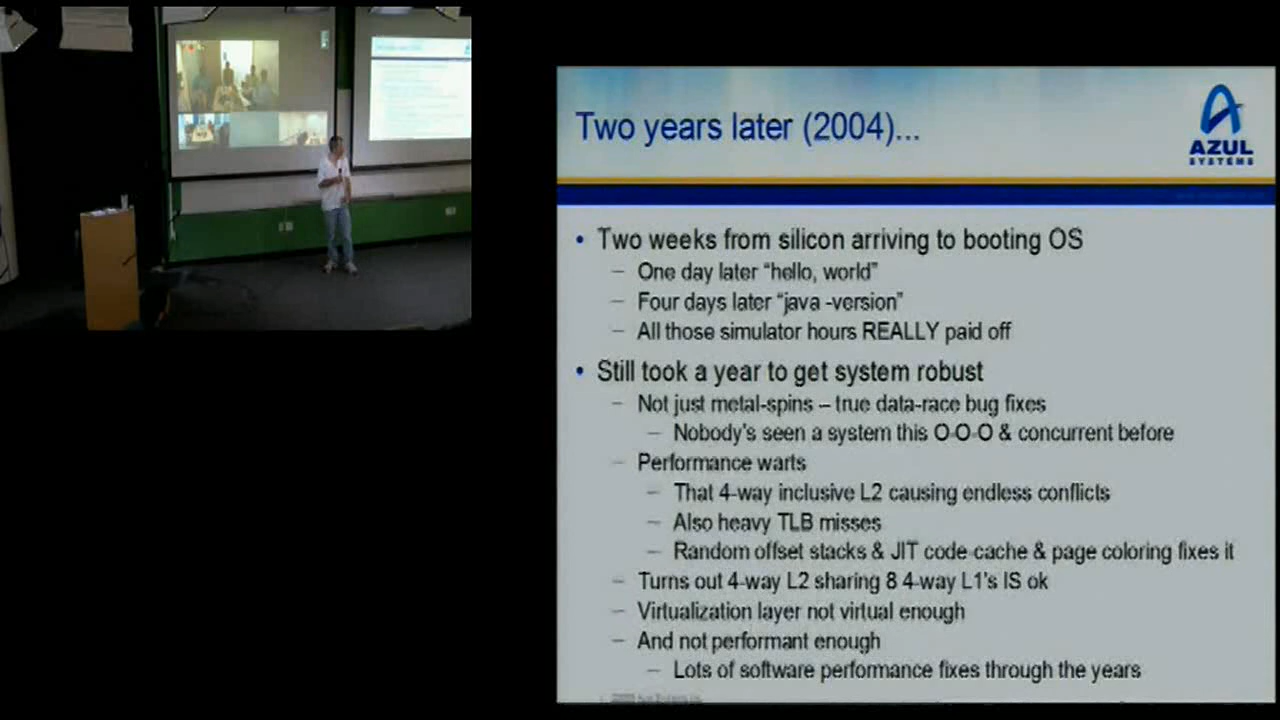 Two years later (2004)...
AZUL
SYSTEMS
• Two weeks from silicon arriving to booting OS
– One day later “hello, world”
– Four days later “java -version”
– All those simulator hours REALLY paid off
• Still took a year to get system robust
– Not just metal-spins – true data-race bug fixes
– Nobody's seen a system this O-O-O & concurrent before
– Performance warts
– That 4-way inclusive L2 causing endless conflicts
– Also heavy TLB misses
– Random offset stacks & JIT code-cache & page coloring fixes it
– Turns out 4-way L2 sharing 8 4-way L1's IS ok
– Virtualization layer not virtual enough
– And not performant enough
– Lots of software performance fixes through the years